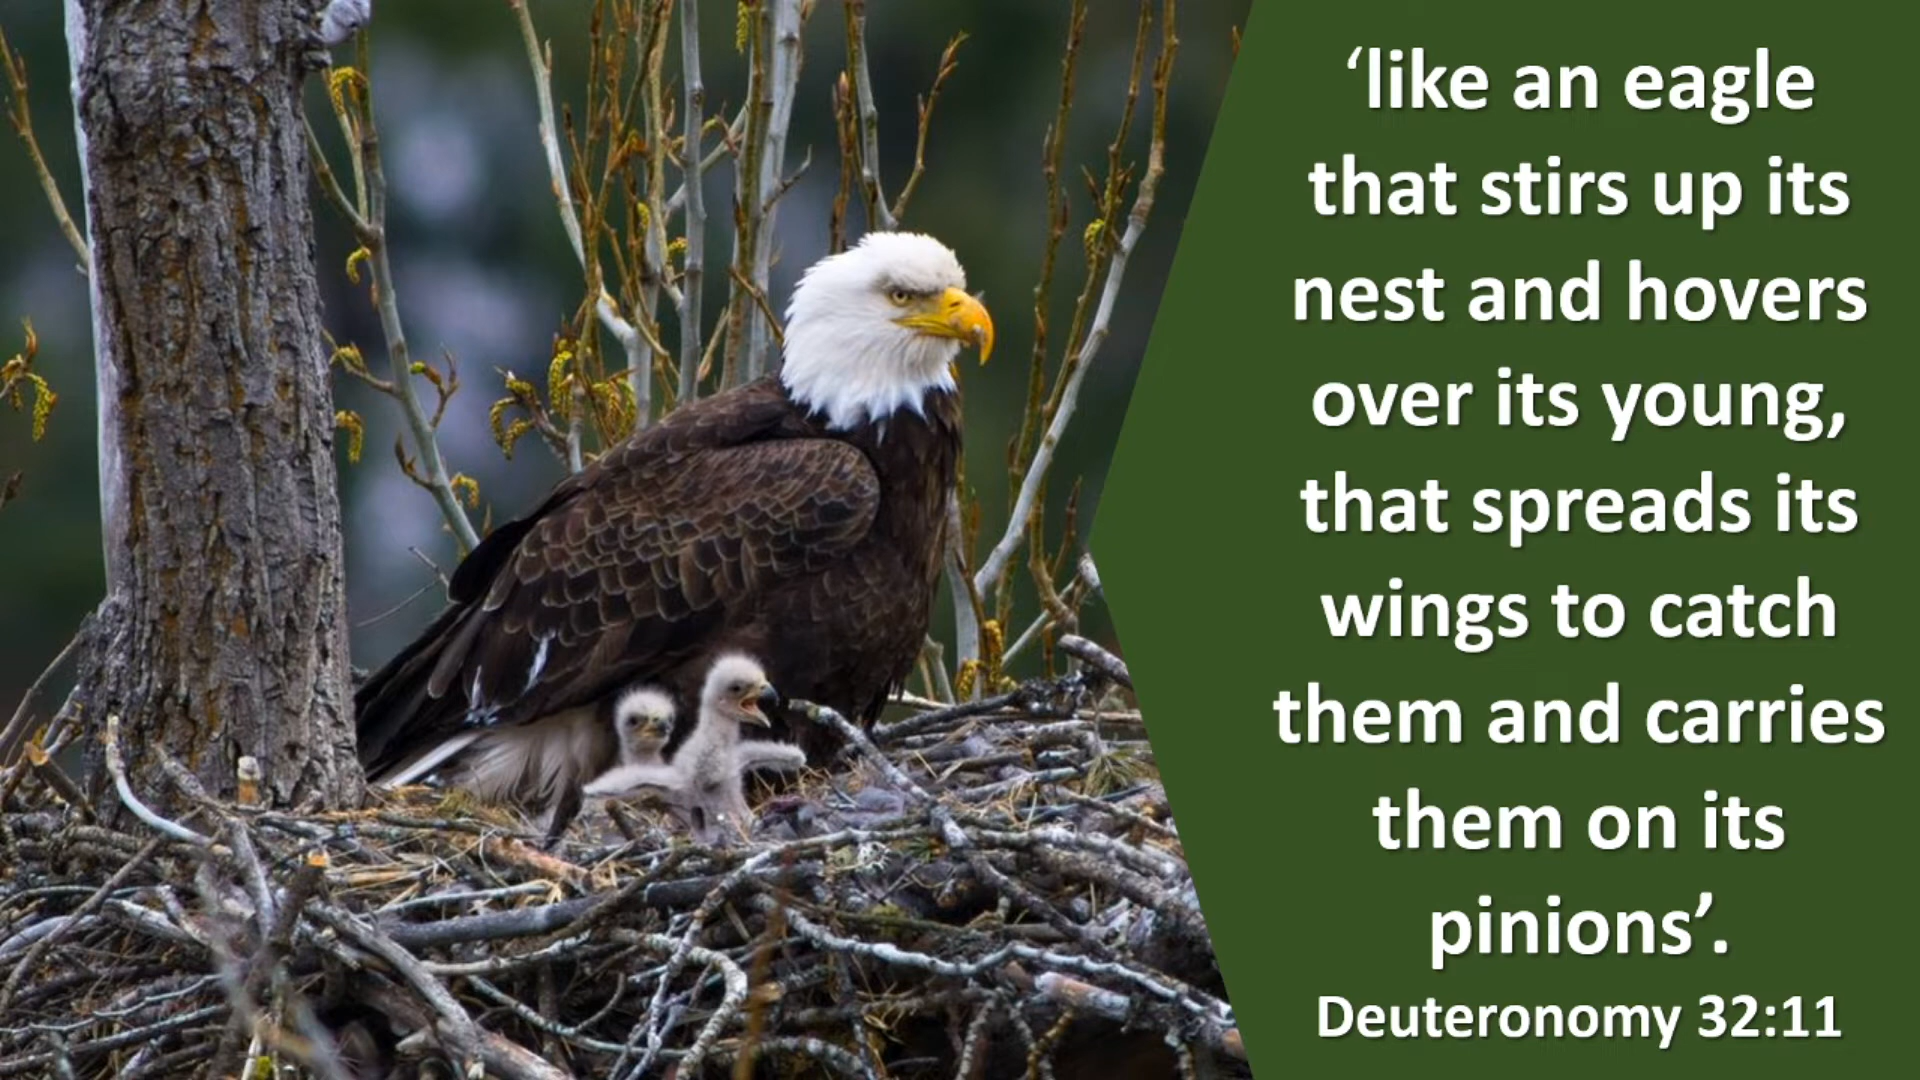 ‘like an eagle
that stirs up its
nest and hovers
over its young,
that spreads its
wings to catch
them and carries
them on its
pinions’.
Deuteronomy 32:11